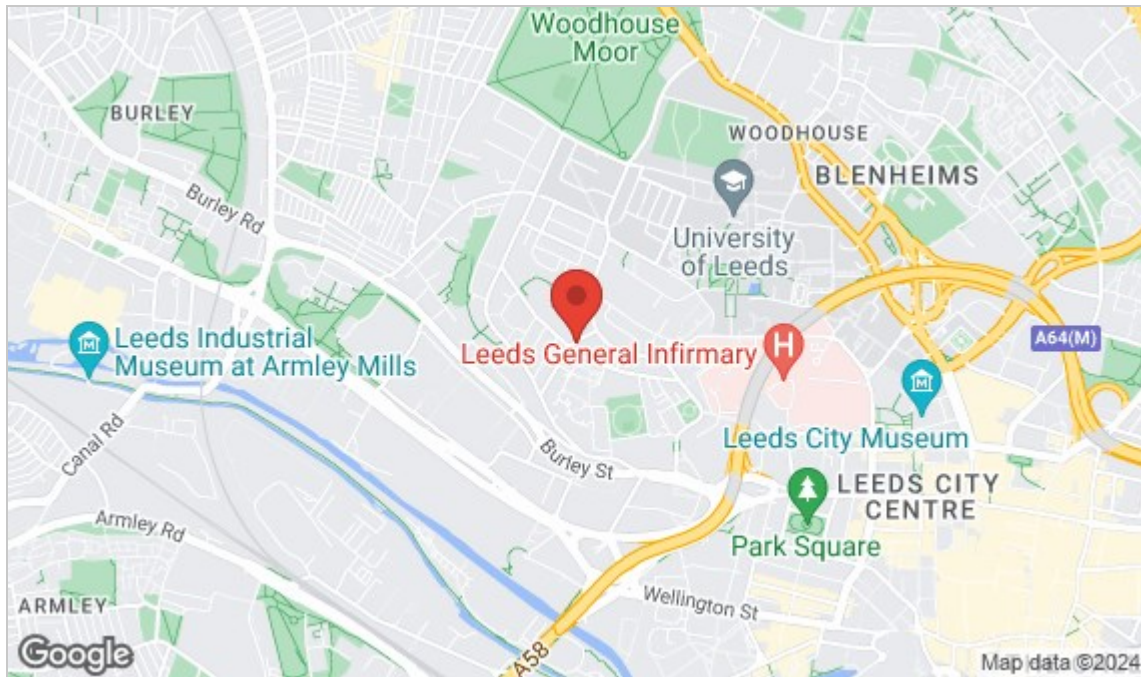 Woodhouse
Moor
BURLEY
WOODHOUSE
BLENHEIMS
Burley Rd
University
of Leeds
Leeds Industrial
Museum at Armley Mills
Leeds General Infirmary
H
A64(M)
M
M
Leeds City Museum
Canal Rd
Burley St
LEEDS CITY
CENTRE
Armley Rd
Park Square
ARMLEY
Wellington St
A58
Google
Map data ©2024